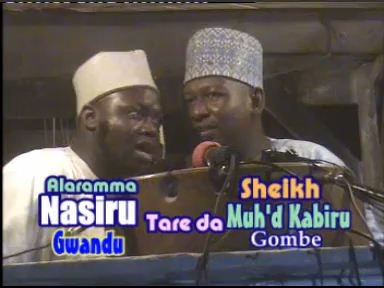 Alaramma
Nasiru
Gwandu
Tare da
Sheikh
Muh'd Kabiru
Gombe